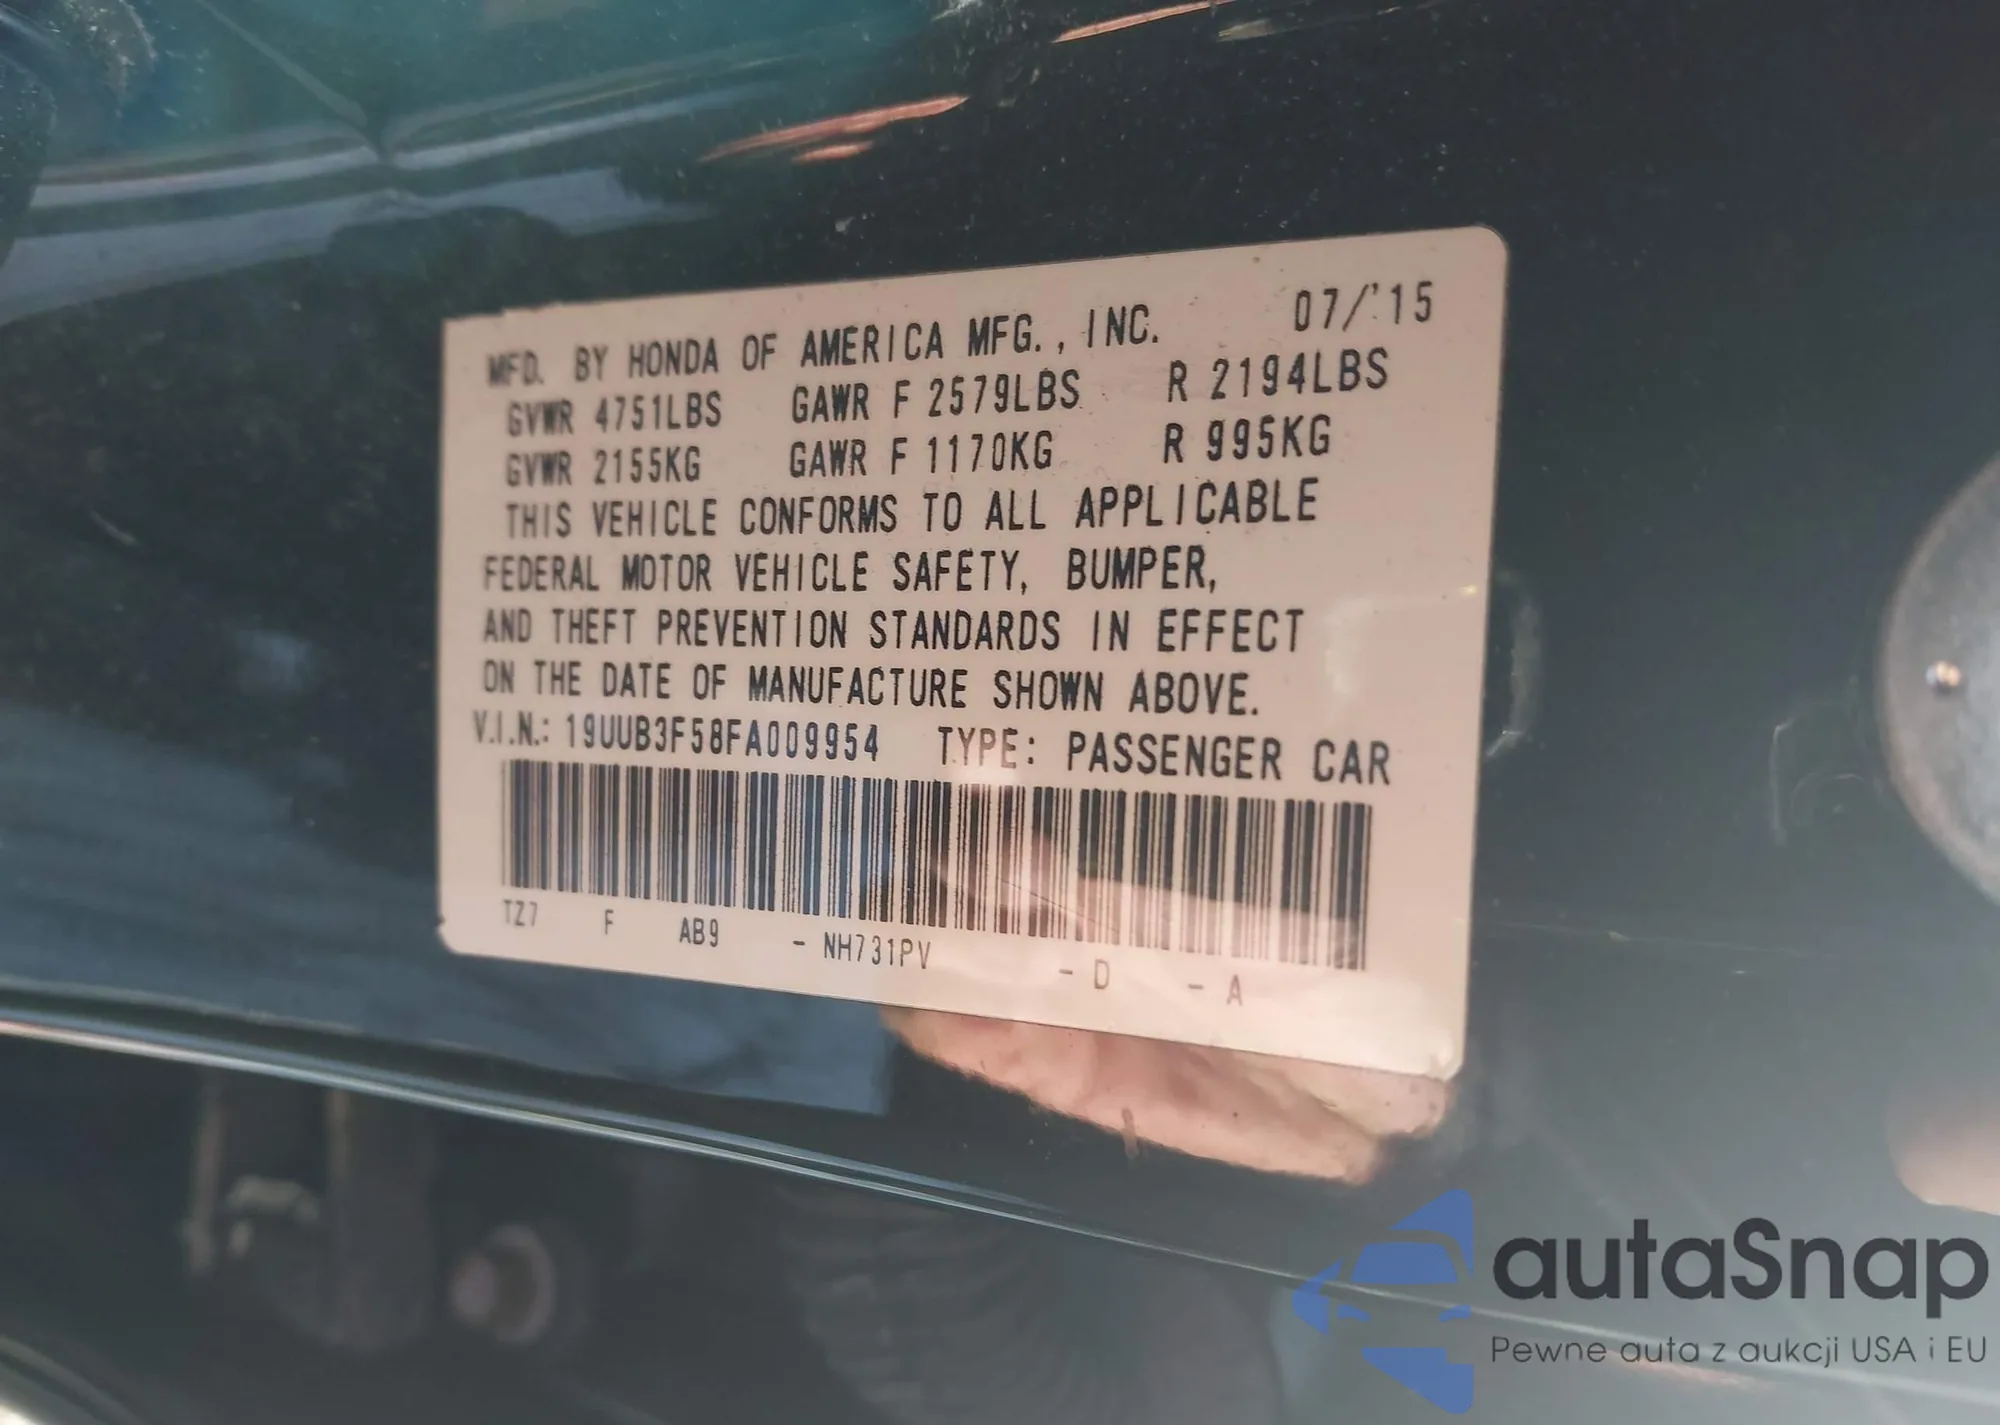 MFD. BY HONDA OF AMERICA MFG., INC. 07/'15
GVWR 4751LBS GAWR F 2579LBS R 2194LBS
GVWR 2155KG GAWR F 1170KG R 995KG
THIS VEHICLE CONFORMS TO ALL APPLICABLE
FEDERAL MOTOR VEHICLE SAFETY, BUMPER,
AND THEFT PREVENTION STANDARDS IN EFFECT
ON THE DATE OF MANUFACTURE SHOWN ABOVE.
V.I.N.: 19UUB3F58FA009954 TYPE: PASSENGER CAR
TZ7 F AB9 - NH731PV - D - A
autaSnap
Pewne auta z aukcji USA i EU